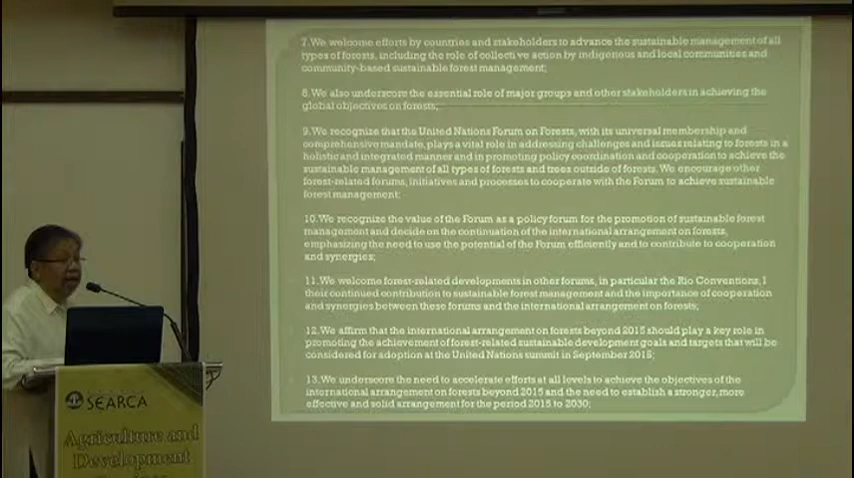 7. We welcome efforts by countries and stakeholders to advance the sustainable management of all
types of forests, including the role of collective action by indigenous and local communities and
community-based sustainable forest management;
8. We also underscore the essential role of major groups and other stakeholders in achieving the
global objectives on forests;
9. We recognize that the United Nations Forum on Forests, with its universal membership and
comprehensive mandate, plays a vital role in addressing challenges and issues relating to forests in a
holistic and integrated manner and in promoting policy coordination and cooperation to achieve the
sustainable management of all types of forests and trees outside of forests. We encourage other
forest-related forums, initiatives and processes to cooperate with the Forum to achieve sustainable
forest management;
10. We recognize the value of the Forum as a policy forum for the promotion of sustainable forest
management and decide on the continuation of the international arrangement on forests,
emphasizing the need to use the potential of the Forum efficiently and to contribute to cooperation
and synergies;
11. We welcome forest-related developments in other forums, in particular the Rio Conventions, 1
their continued contribution to sustainable forest management and the importance of cooperation
and synergies between these forums and the international arrangement on forests;
12. We affirm that the international arrangement on forests beyond 2015 should play a key role in
promoting the achievement of forest-related sustainable development goals and targets that will be
considered for adoption at the United Nations summit in September 2015;
13. We underscore the need to accelerate efforts at all levels to achieve the objectives of the
international arrangement on forests beyond 2015 and the need to establish a stronger, more
effective and solid arrangement for the period 2015 to 2030;
SEARCA
Agriculture and
Development